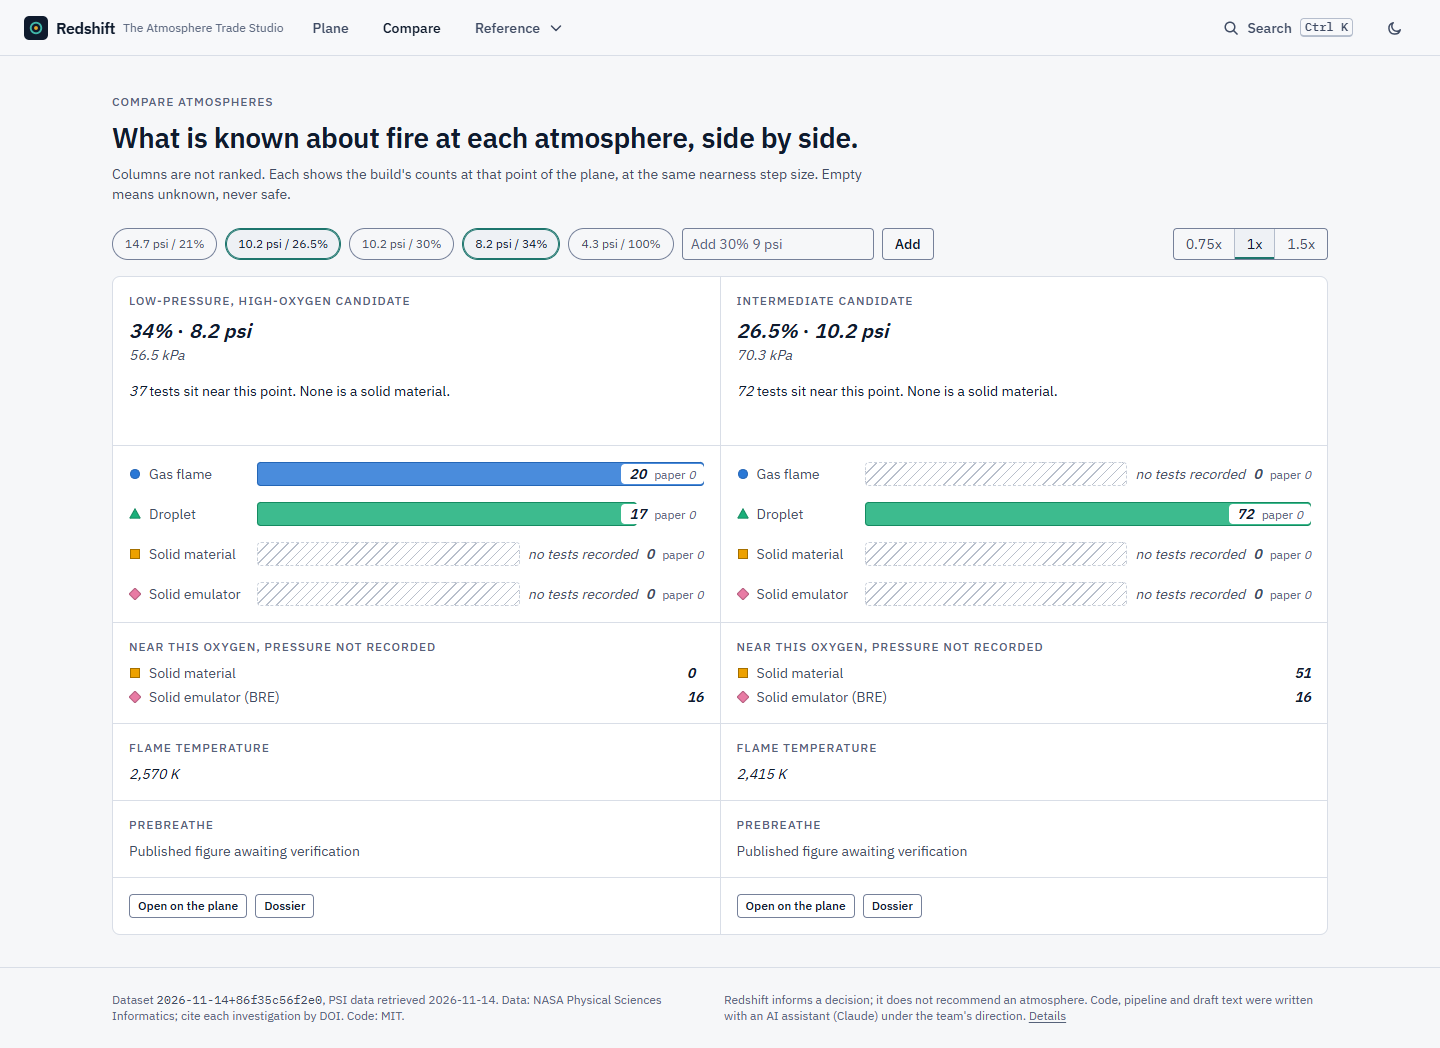 Redshift The Atmosphere Trade Studio Plane Compare Reference Search Ctrl K
COMPARE ATMOSPHERES
What is known about fire at each atmosphere, side by side.
Columns are not ranked. Each shows the build's counts at that point of the plane, at the same nearness step size. Empty
means unknown, never safe.
14.7 psi / 21% 10.2 psi / 26.5% 10.2 psi / 30% 8.2 psi / 34% 4.3 psi / 100% Add 30% 9 psi Add 0.75x 1x 1.5x
LOW-PRESSURE, HIGH-OXYGEN CANDIDATE
34% · 8.2 psi
56.5 kPa
37 tests sit near this point. None is a solid material.
Gas flame 20 paper 0
Droplet 17 paper 0
Solid material no tests recorded 0 paper 0
Solid emulator no tests recorded 0 paper 0
NEAR THIS OXYGEN, PRESSURE NOT RECORDED
Solid material 0
Solid emulator (BRE) 16
FLAME TEMPERATURE
2,570 K
PREBREATHE
Published figure awaiting verification
Open on the plane Dossier
INTERMEDIATE CANDIDATE
26.5% · 10.2 psi
70.3 kPa
72 tests sit near this point. None is a solid material.
Gas flame no tests recorded 0 paper 0
Droplet 72 paper 0
Solid material no tests recorded 0 paper 0
Solid emulator no tests recorded 0 paper 0
NEAR THIS OXYGEN, PRESSURE NOT RECORDED
Solid material 51
Solid emulator (BRE) 16
FLAME TEMPERATURE
2,415 K
PREBREATHE
Published figure awaiting verification
Open on the plane Dossier
Dataset 2026-11-14+86f35c56f2e0, PSI data retrieved 2026-11-14. Data: NASA Physical Sciences
Informatics; cite each investigation by DOI. Code: MIT.
Redshift informs a decision; it does not recommend an atmosphere. Code, pipeline and draft text were written
with an AI assistant (Claude) under the team's direction. Details